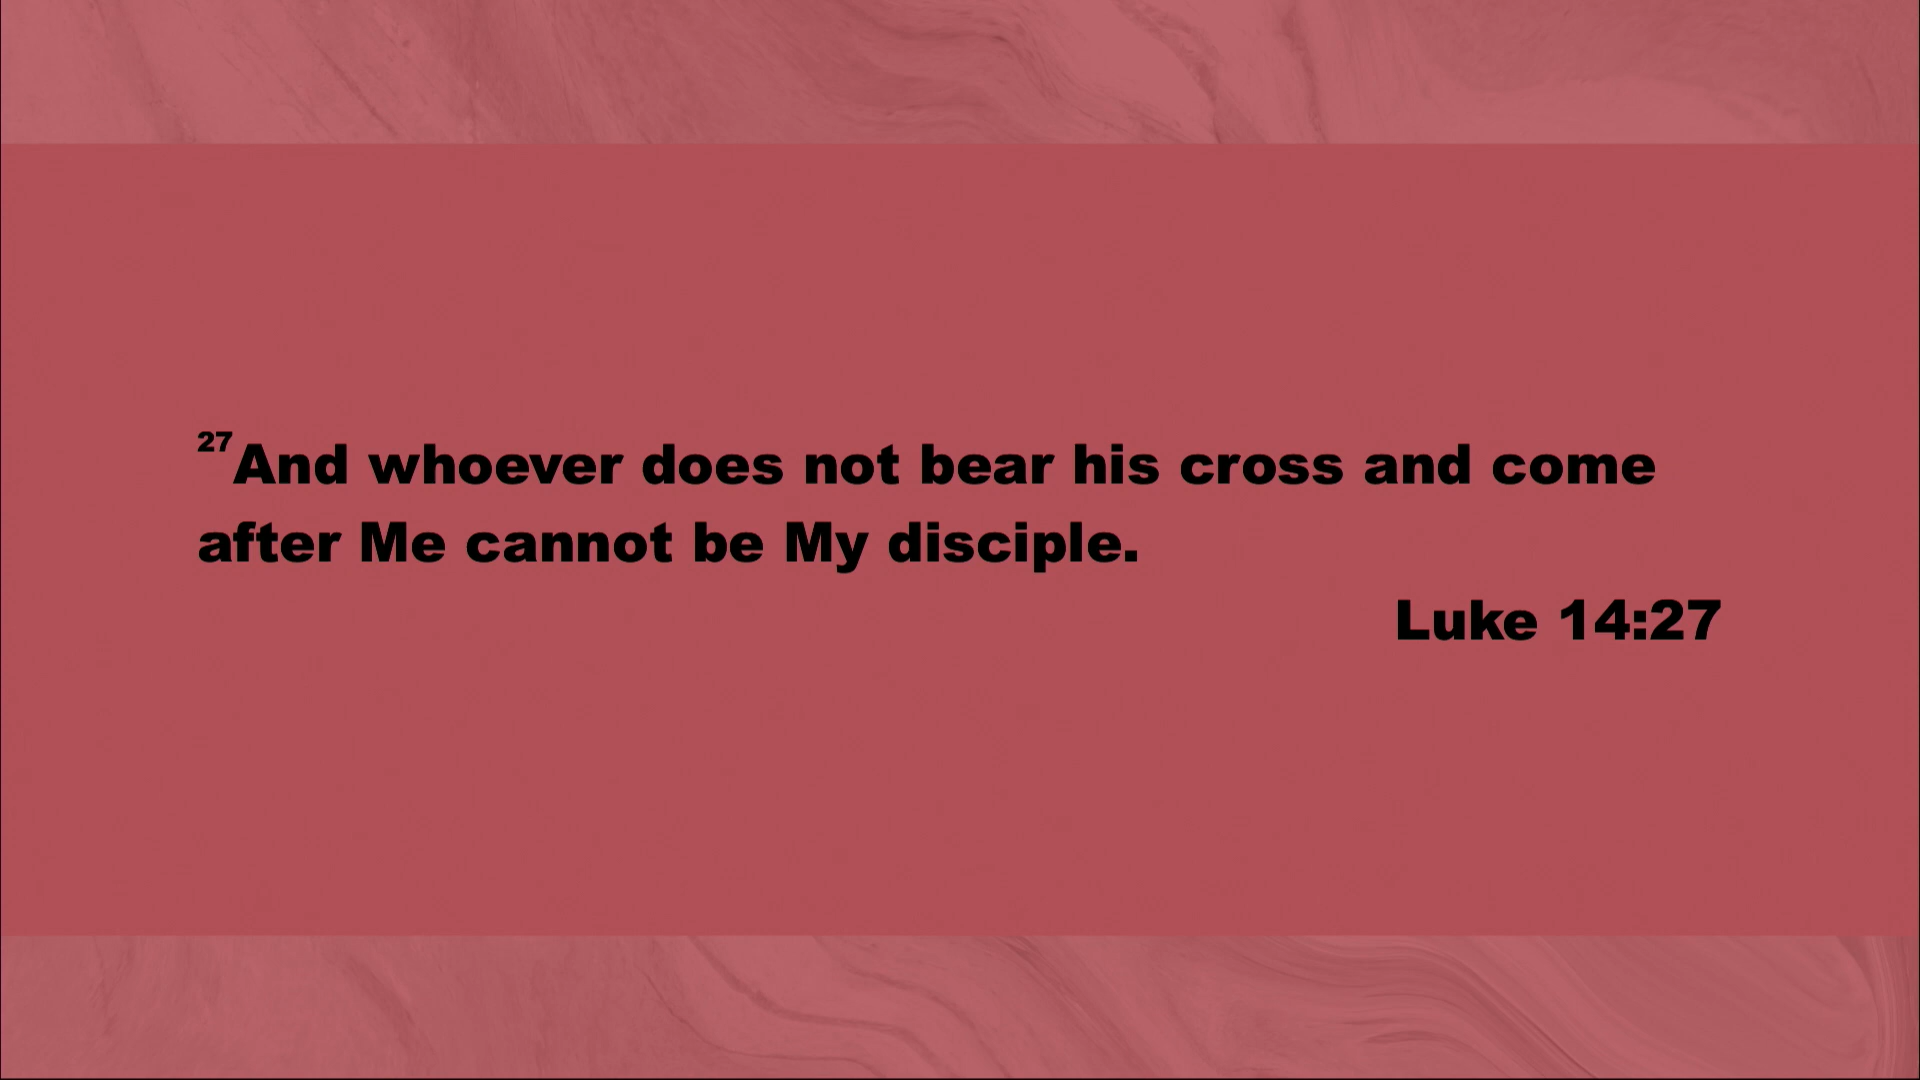 27And whoever does not bear his cross and come
after Me cannot be My disciple.
Luke 14:27